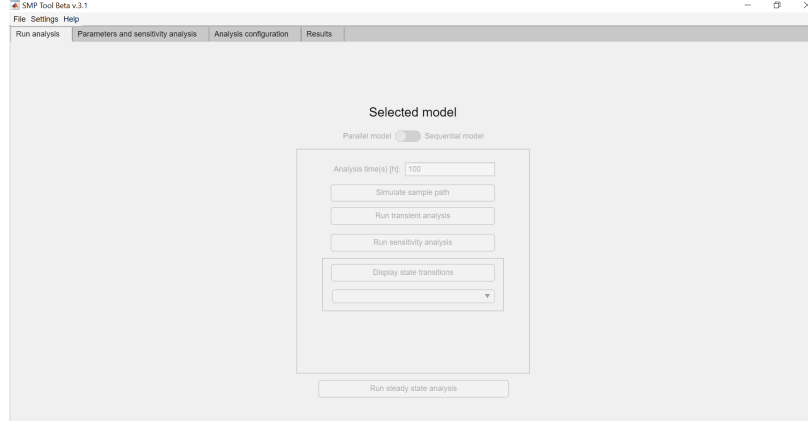 SMP Tool Beta v.3.1
File Settings Help
Run analysis Parameters and sensitivity analysis Analysis configuration Results
Selected model
Parallel model Sequential model
Analysis time(s) [h]: 100
Simulate sample path
Run transient analysis
Run sensitivity analysis
Display state transitions
Run steady state analysis